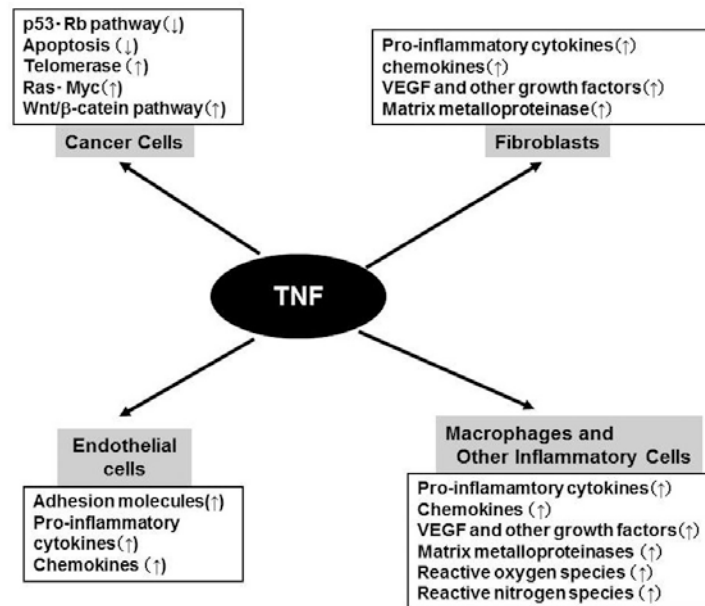 p53・Rb pathway(↓)
Apoptosis (↓)
Telomerase (↑)
Ras- Myc(↑)
Wnt/β-catein pathway(↑)
Cancer Cells
Pro-inflammatory cytokines(↑)
chemokines(↑)
VEGF and other growth factors(↑)
Matrix metalloproteinase(↑)
Fibroblasts
TNF
Endothelial
cells
Adhesion molecules(↑)
Pro-inflammatory
cytokines(↑)
Chemokines (↑)
Macrophages and
Other Inflammatory Cells
Pro-inflamamtory cytokines(↑)
Chemokines (↑)
VEGF and other growth factors(↑)
Matrix metalloproteinases (↑)
Reactive oxygen species (↑)
Reactive nitrogen species (↑)